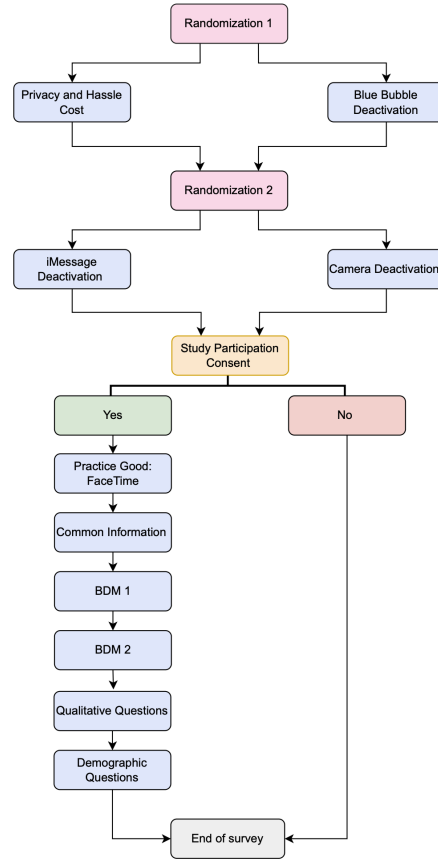 Randomization 1
Privacy and Hassle
Cost
Blue Bubble
Deactivation
Randomization 2
iMessage
Deactivation
Camera Deactivation
Study Participation
Consent
Yes
No
Practice Good:
FaceTime
Common Information
BDM 1
BDM 2
Qualitative Questions
Demographic
Questions
End of survey